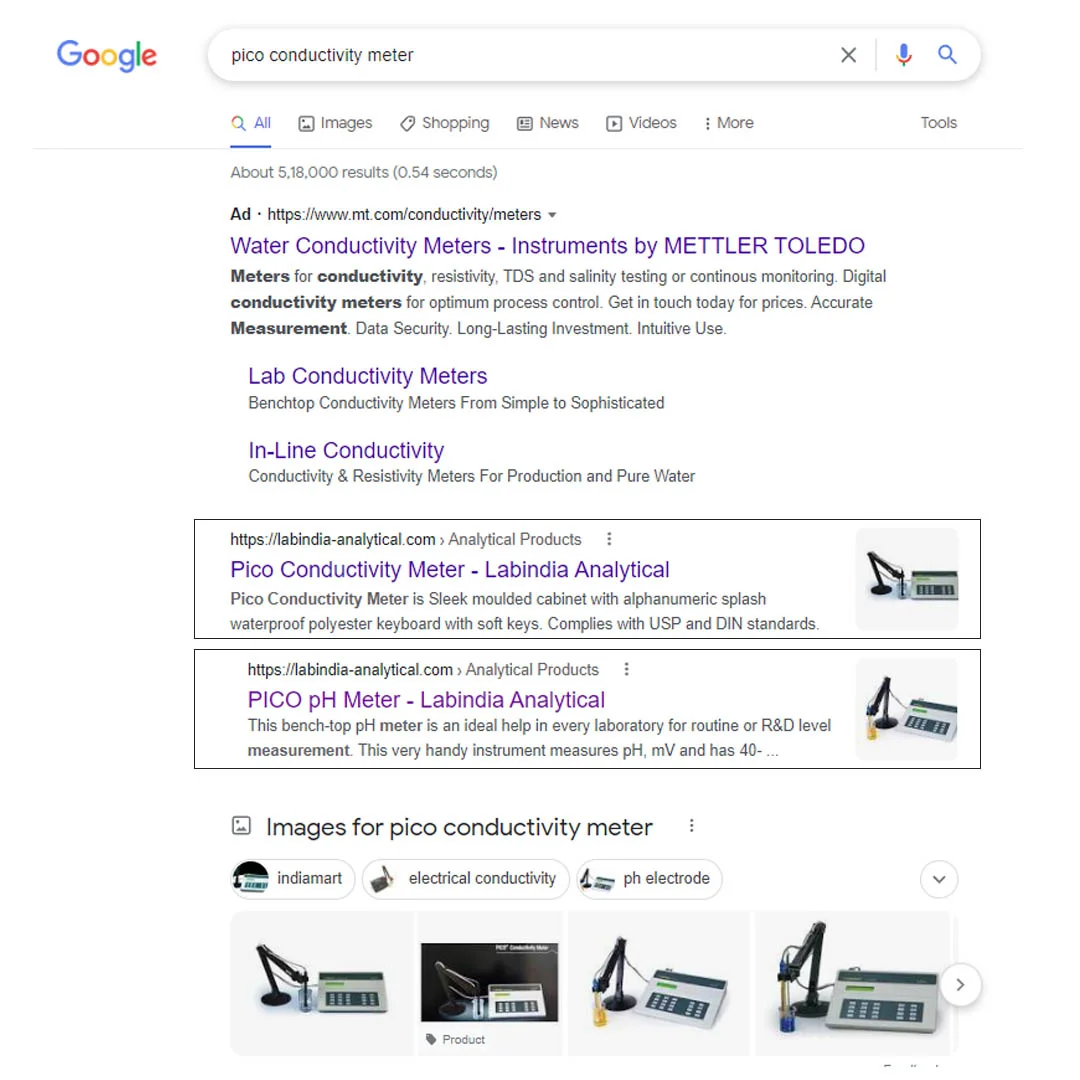 Google
pico conductivity meter
All Images Shopping News Videos More Tools
About 5,18,000 results (0.54 seconds)
Ad · https://www.mt.com/conductivity/meters
Water Conductivity Meters - Instruments by METTLER TOLEDO
Meters for conductivity, resistivity, TDS and salinity testing or continous monitoring. Digital
conductivity meters for optimum process control. Get in touch today for prices. Accurate
Measurement. Data Security. Long-Lasting Investment. Intuitive Use.
Lab Conductivity Meters
Benchtop Conductivity Meters From Simple to Sophisticated
In-Line Conductivity
Conductivity & Resistivity Meters For Production and Pure Water
https://labindia-analytical.com › Analytical Products
Pico Conductivity Meter - Labindia Analytical
Pico Conductivity Meter is Sleek moulded cabinet with alphanumeric splash
waterproof polyester keyboard with soft keys. Complies with USP and DIN standards.
https://labindia-analytical.com › Analytical Products
PICO pH Meter - Labindia Analytical
This bench-top pH meter is an ideal help in every laboratory for routine or R&D level
measurement. This very handy instrument measures pH, mV and has 40- ...
Images for pico conductivity meter
indiamart electrical conductivity ph electrode
PICO+ Conductivity Meter
Product